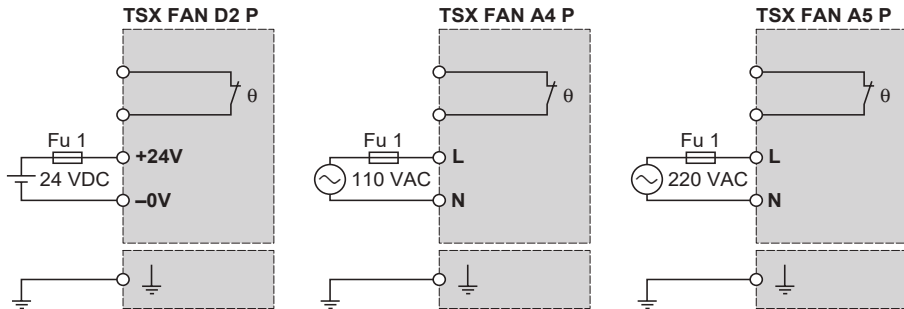 TSX FAN D2 P
θ
Fu 1
+24V
24 VDC
–0V
TSX FAN A4 P
θ
Fu 1
L
110 VAC
N
TSX FAN A5 P
θ
Fu 1
L
220 VAC
N